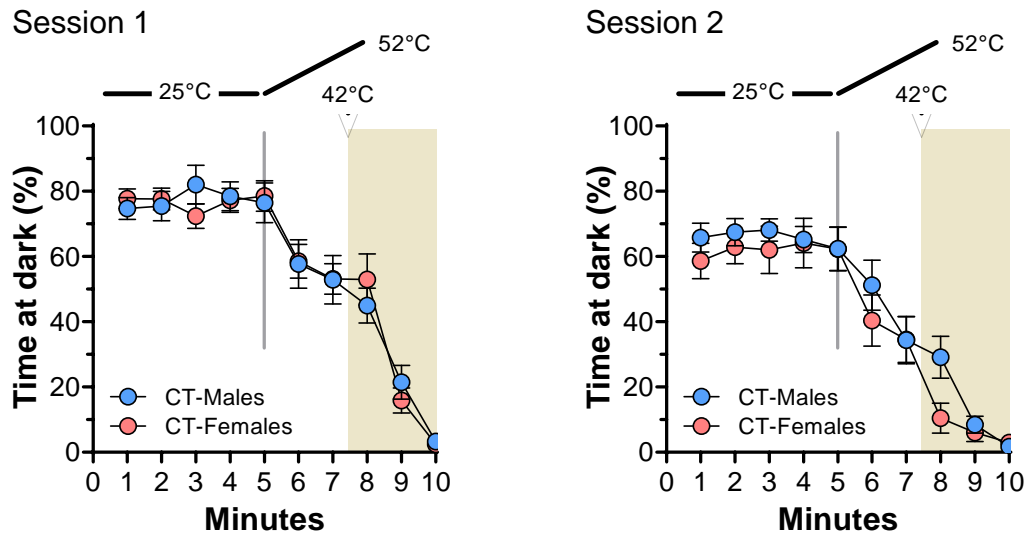 Session 1
52°C
25°C
42°C
100
80
60
40
20
0
Time at dark (%)
CT-Males
CT-Females
0 1 2 3 4 5 6 7 8 9 10
Minutes
Session 2
52°C
25°C
42°C
100
80
60
40
20
0
Time at dark (%)
CT-Males
CT-Females
0 1 2 3 4 5 6 7 8 9 10
Minutes